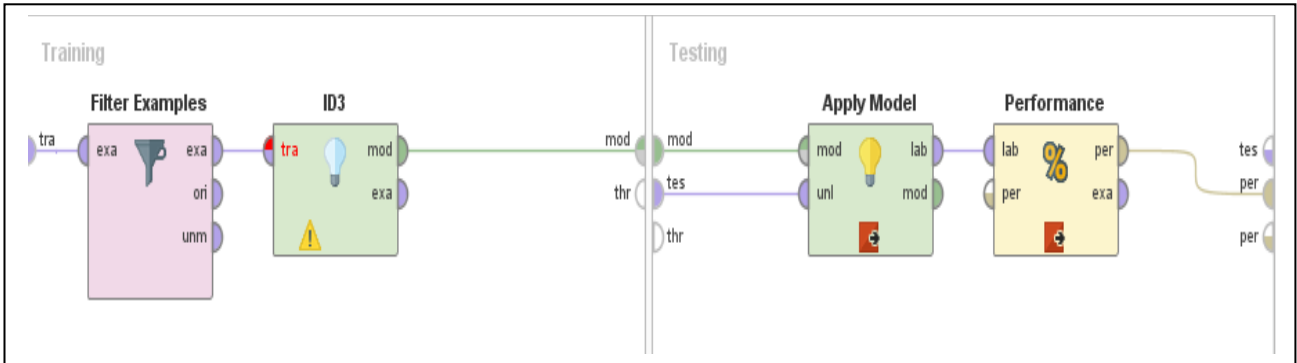 Training
Testing
Filter Examples
ID3
Apply Model
Performance
tra
exa
exa
tra
mod
mod
mod
mod
lab
lab
per
tes
ori
exa
thr
tes
unl
mod
per
exa
per
unm
thr
per
%